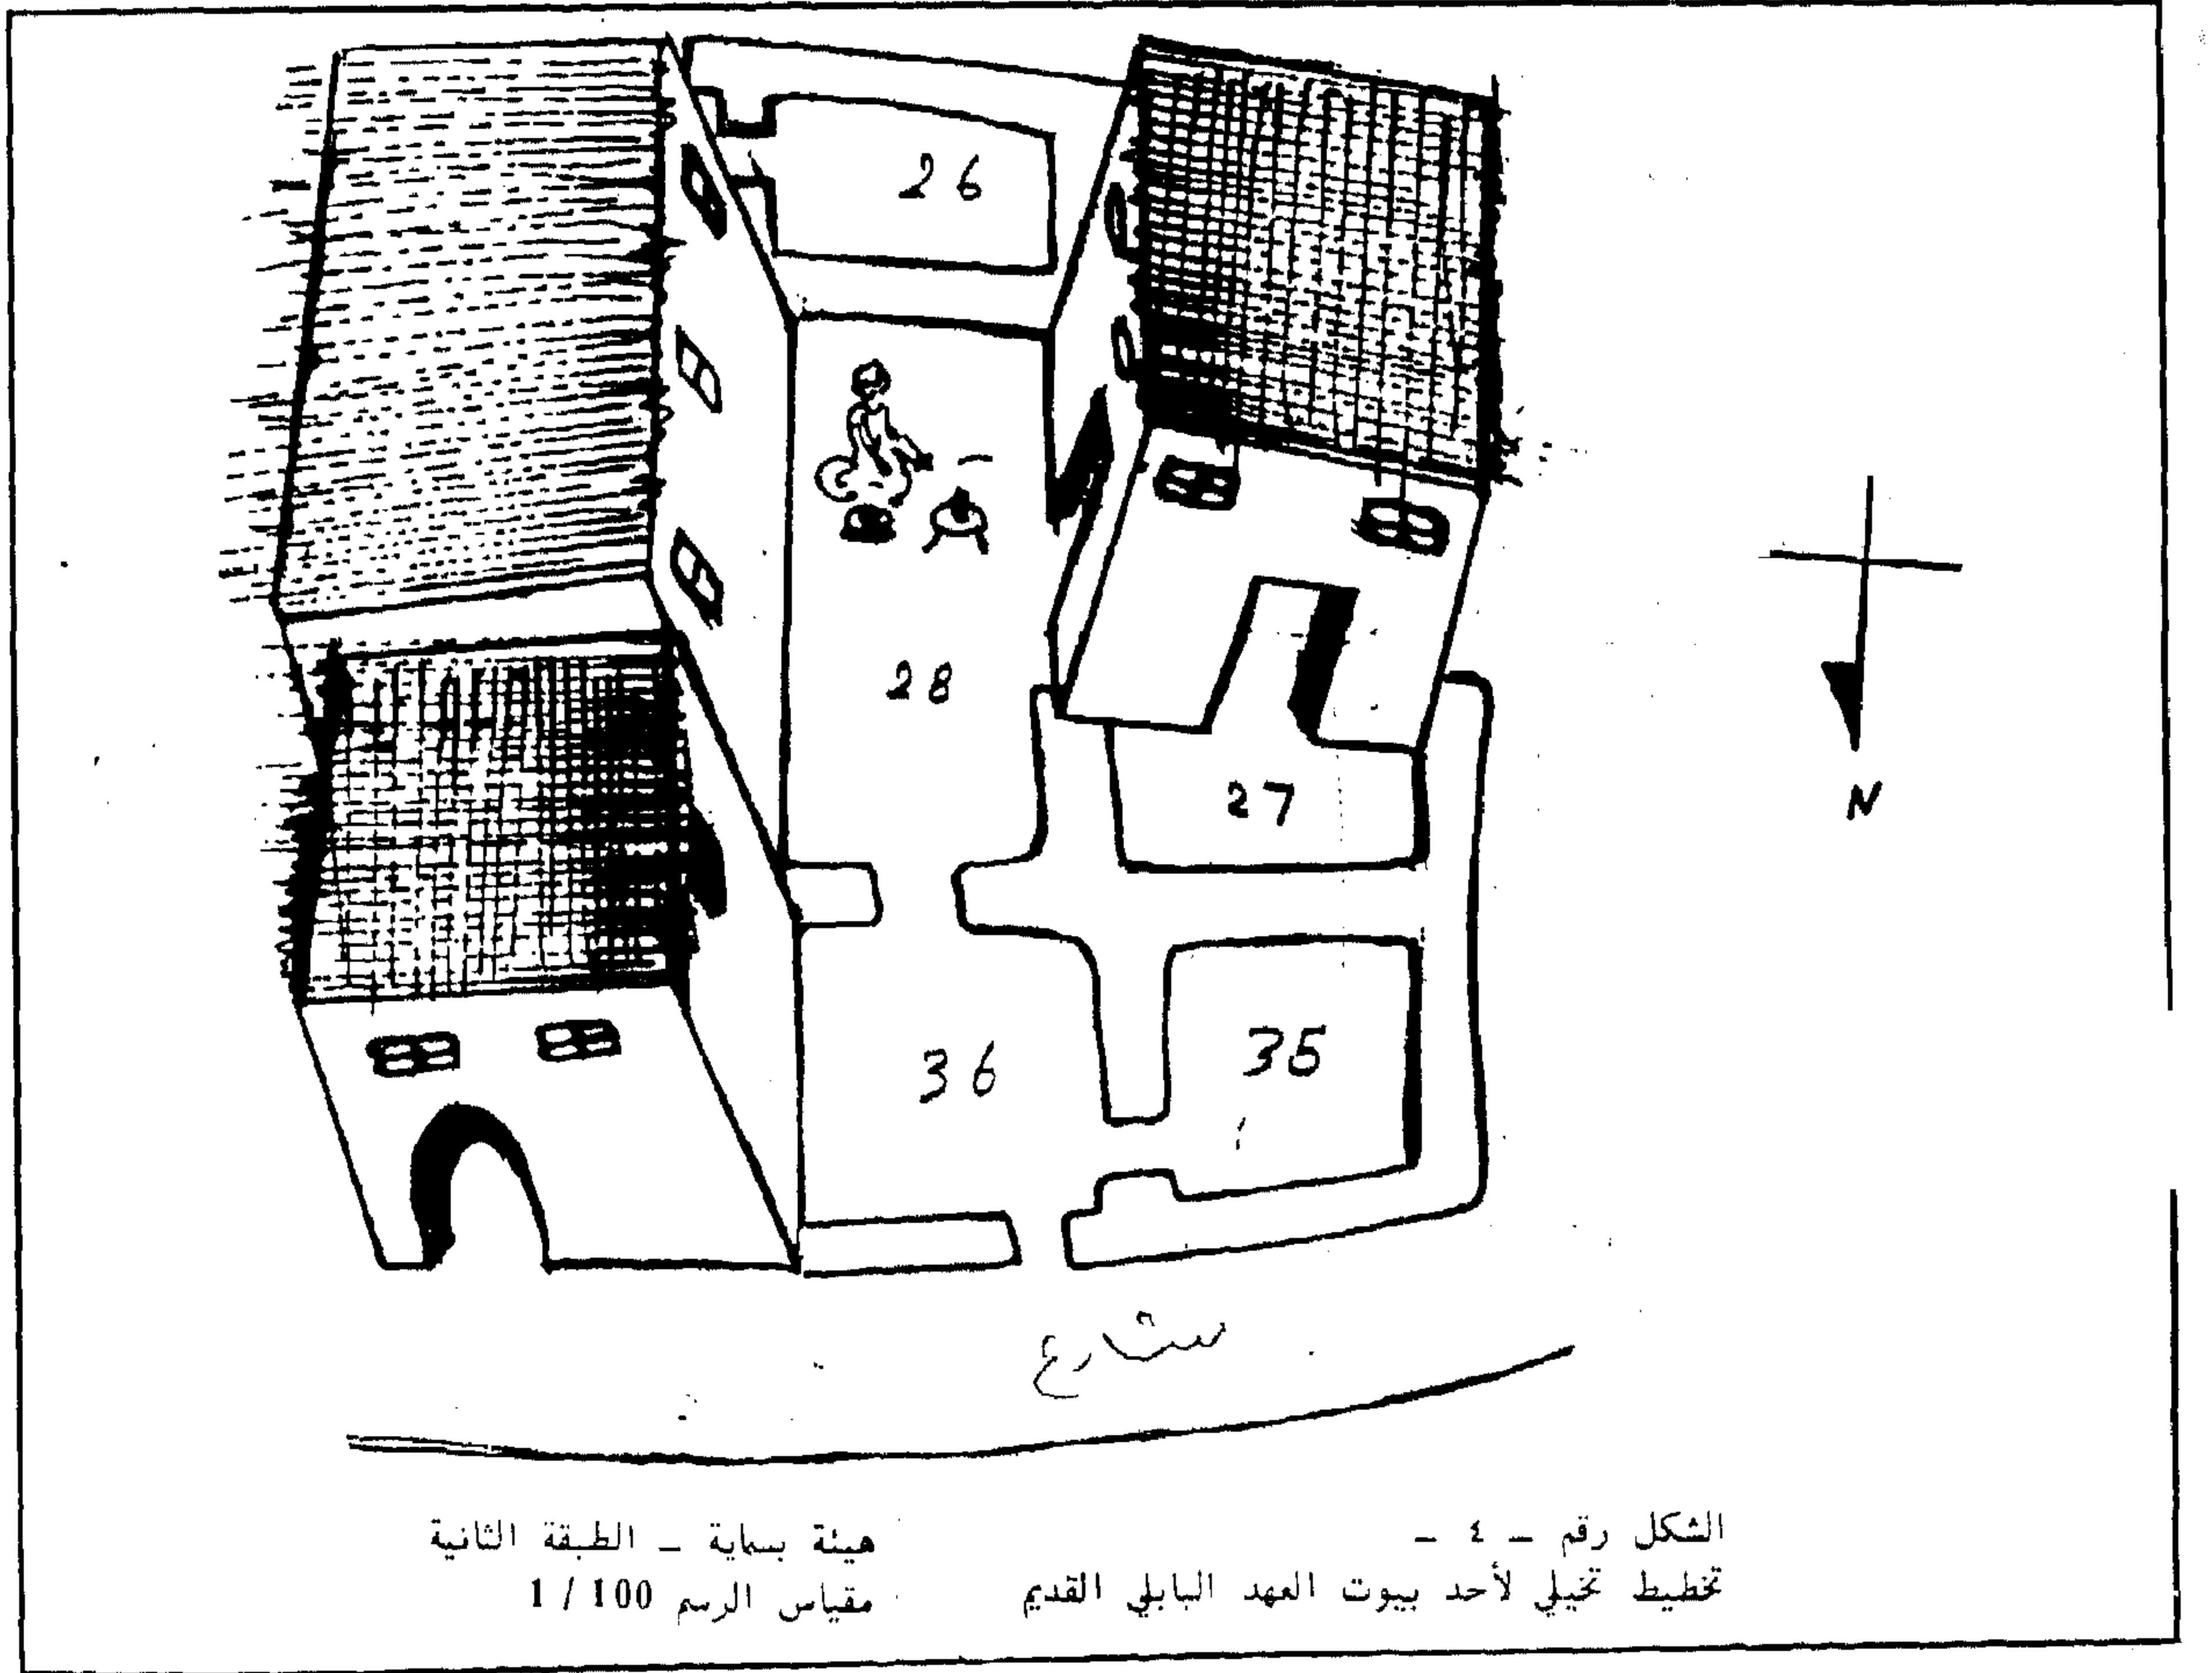 26
28
27
N
36
35
شارع
الشكل رقم – ٤ –
تخطيط تخيلي لأحد بيوت العهد البابلي القديم
هيئة بسماية – الطبقة الثانية
مقياس الرسم 100 / 1